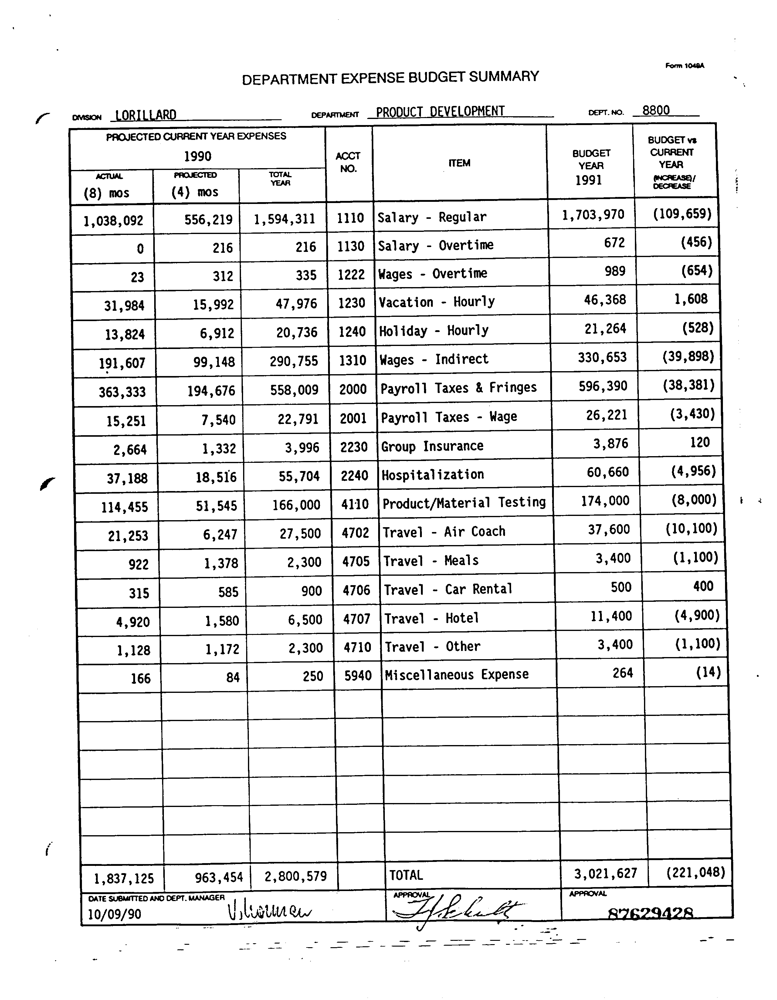 Form 1048A
DEPARTMENT EXPENSE BUDGET SUMMARY
DIVISION LORILLARD DEPARTMENT PRODUCT DEVELOPMENT DEPT. NO. 8800
PROJECTED CURRENT YEAR EXPENSES
1990
ACTUAL
(8) mos
PROJECTED
(4) mos
TOTAL
YEAR
ACCT
NO.
ITEM
BUDGET
YEAR
1991
BUDGET vs
CURRENT
YEAR
(INCREASE)/
DECREASE
1,038,092 556,219 1,594,311 1110 Salary - Regular 1,703,970 (109,659)
0 216 216 1130 Salary - Overtime 672 (456)
23 312 335 1222 Wages - Overtime 989 (654)
31,984 15,992 47,976 1230 Vacation - Hourly 46,368 1,608
13,824 6,912 20,736 1240 Holiday - Hourly 21,264 (528)
191,607 99,148 290,755 1310 Wages - Indirect 330,653 (39,898)
363,333 194,676 558,009 2000 Payroll Taxes & Fringes 596,390 (38,381)
15,251 7,540 22,791 2001 Payroll Taxes - Wage 26,221 (3,430)
2,664 1,332 3,996 2230 Group Insurance 3,876 120
37,188 18,516 55,704 2240 Hospitalization 60,660 (4,956)
114,455 51,545 166,000 4110 Product/Material Testing 174,000 (8,000)
21,253 6,247 27,500 4702 Travel - Air Coach 37,600 (10,100)
922 1,378 2,300 4705 Travel - Meals 3,400 (1,100)
315 585 900 4706 Travel - Car Rental 500 400
4,920 1,580 6,500 4707 Travel - Hotel 11,400 (4,900)
1,128 1,172 2,300 4710 Travel - Other 3,400 (1,100)
166 84 250 5940 Miscellaneous Expense 264 (14)
1,837,125 963,454 2,800,579 TOTAL 3,021,627 (221,048)
DATE SUBMITTED AND DEPT. MANAGER
10/09/90
APPROVAL
APPROVAL
87629428